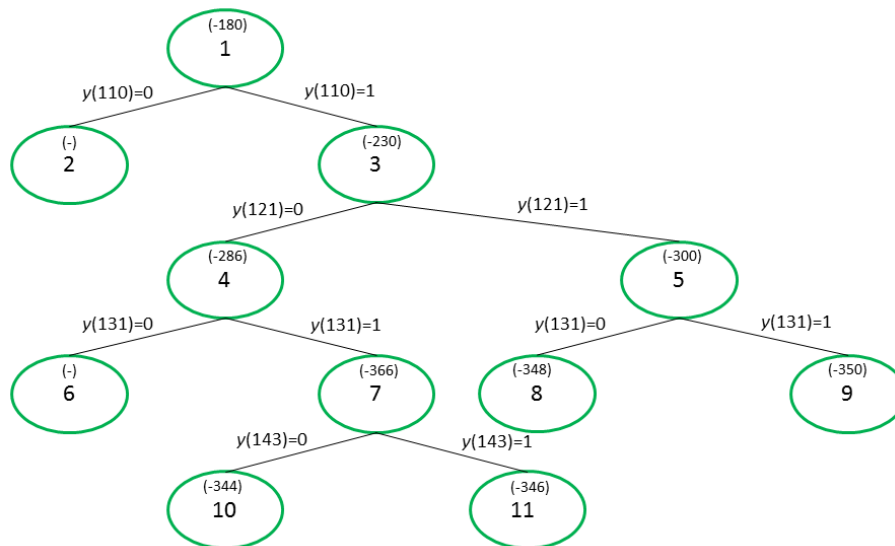 (-180)
1
y(110)=0
y(110)=1
(-)
2
(-230)
3
y(121)=0
y(121)=1
(-286)
4
(-300)
5
y(131)=0
y(131)=1
y(131)=0
y(131)=1
(-)
6
(-366)
7
(-348)
8
(-350)
9
y(143)=0
y(143)=1
(-344)
10
(-346)
11